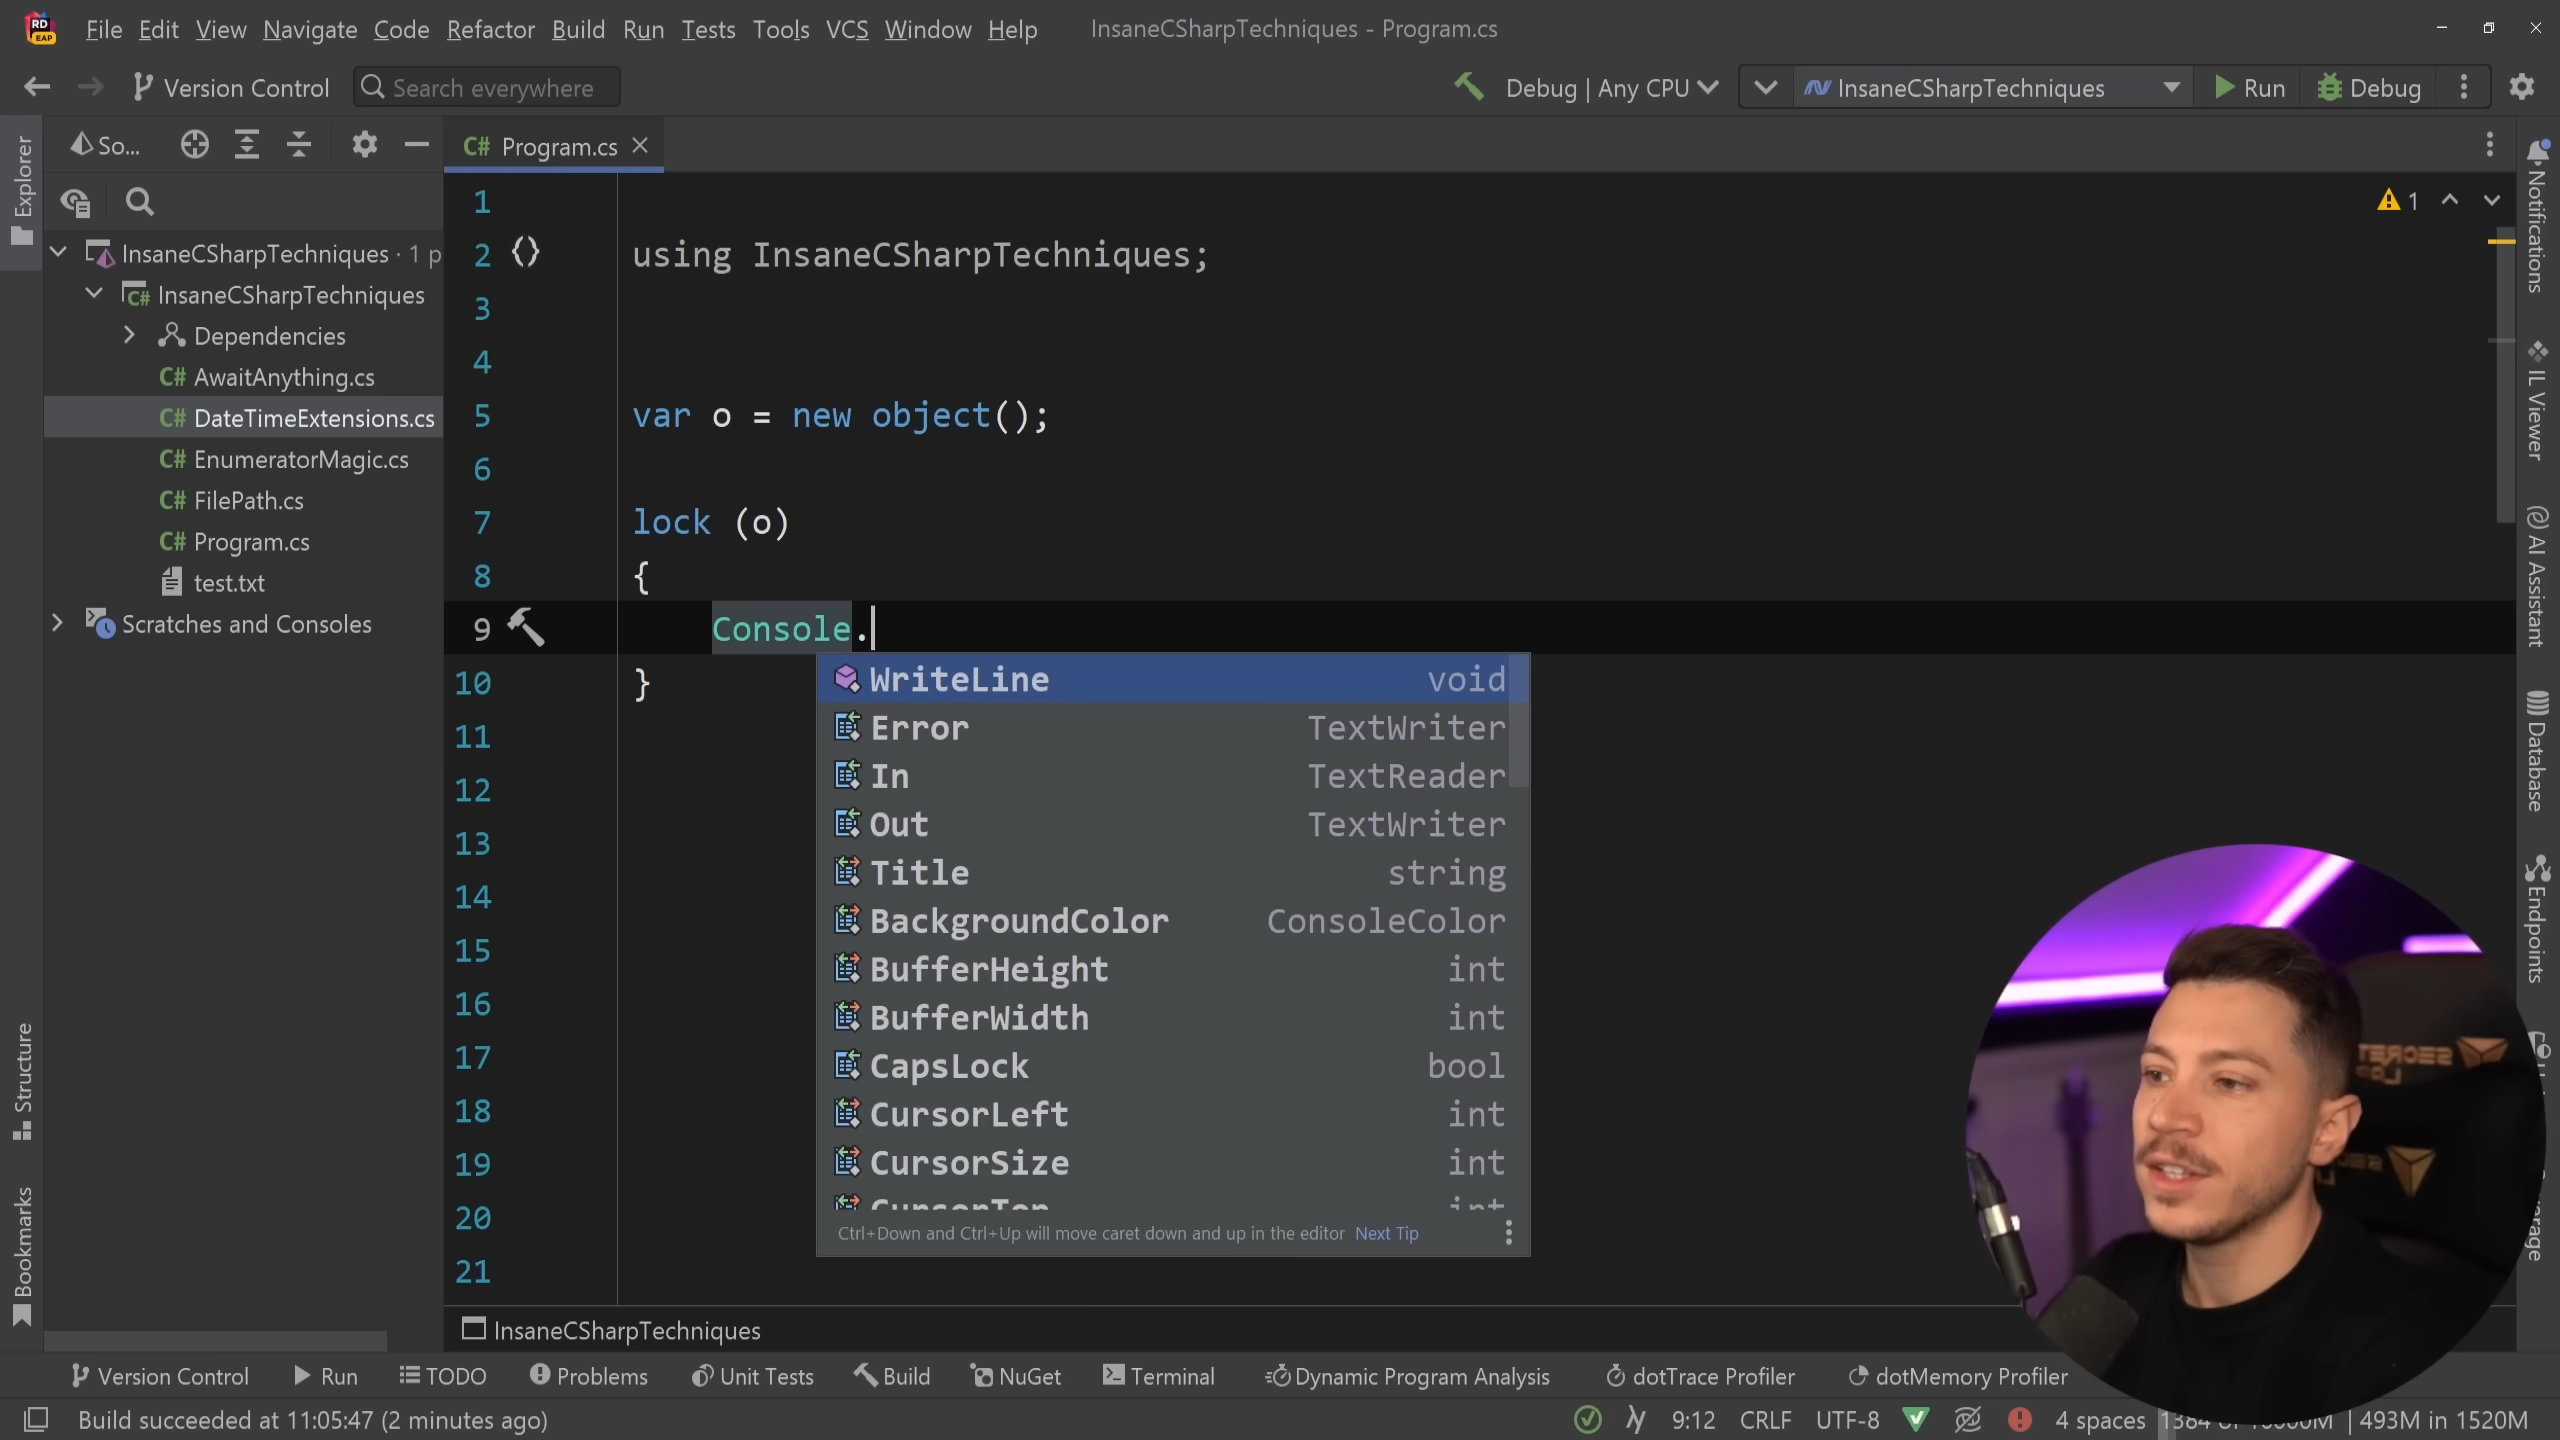 RD
EAP
File Edit View Navigate Code Refactor Build Run Tests Tools VCS Window Help InsaneCSharpTechniques - Program.cs
Version Control Search everywhere Debug | Any CPU InsaneCSharpTechniques Run Debug
Explorer
So...
C# Program.cs
InsaneCSharpTechniques · 1 p
C# InsaneCSharpTechniques
Dependencies
C# AwaitAnything.cs
C# DateTimeExtensions.cs
C# EnumeratorMagic.cs
C# FilePath.cs
C# Program.cs
test.txt
Scratches and Consoles
Structure
Bookmarks
1
2 using InsaneCSharpTechniques;
3
4
5 var o = new object();
6
7 lock (o)
8 {
9 Console.
10 }
11
12
13
14
15
16
17
18
19
20
21
WriteLine void
Error TextWriter
In TextReader
Out TextWriter
Title string
BackgroundColor ConsoleColor
BufferHeight int
BufferWidth int
CapsLock bool
CursorLeft int
CursorSize int
CursorTop int
Ctrl+Down and Ctrl+Up will move caret down and up in the editor Next Tip
1
Notifications
IL Viewer
AI Assistant
Database
Endpoints
SECRET
LAB
InsaneCSharpTechniques
Version Control Run TODO Problems Unit Tests Build NuGet Terminal Dynamic Program Analysis dotTrace Profiler dotMemory Profiler
Build succeeded at 11:05:47 (2 minutes ago) 9:12 CRLF UTF-8 4 spaces 493M in 1520M